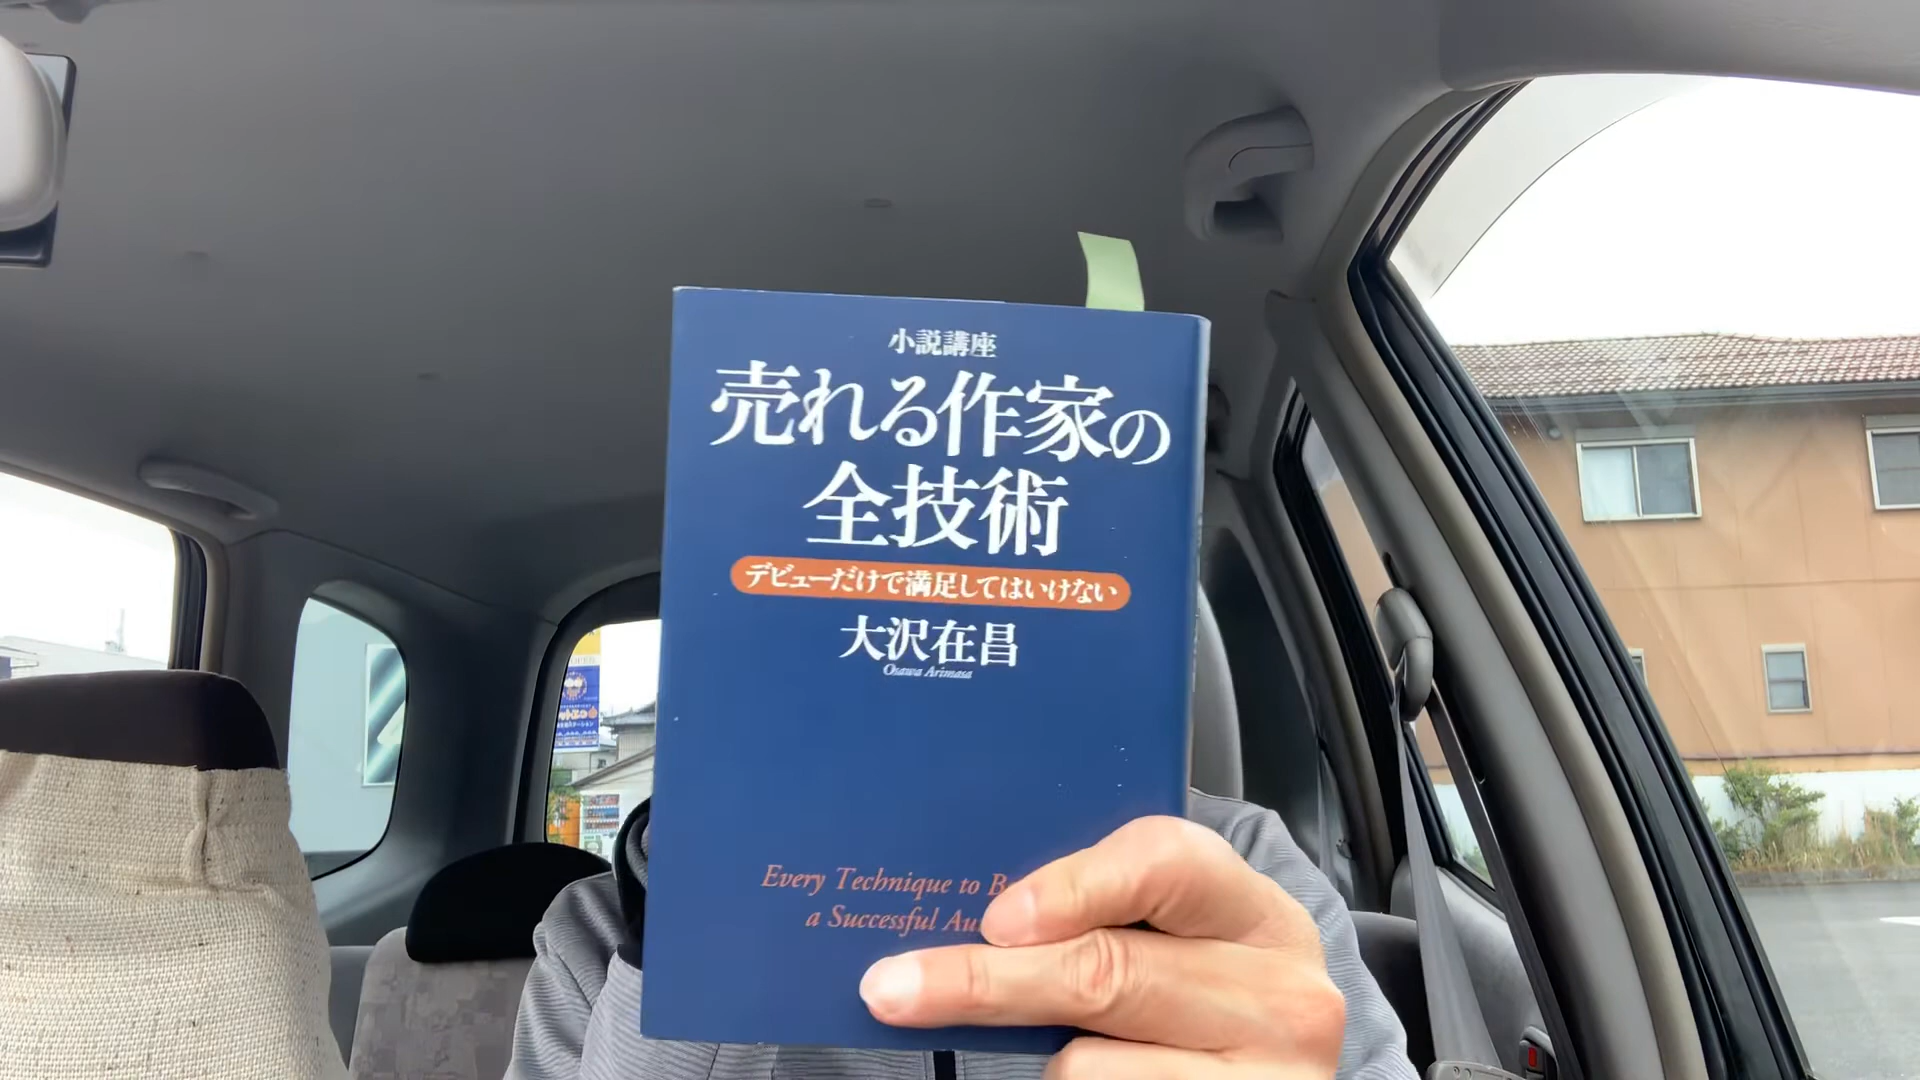 小説講座
売れる作家の
全技術
デビューだけで満足してはいけない
大沢在昌
Osawa Arimasa
Every Technique to
a Successful